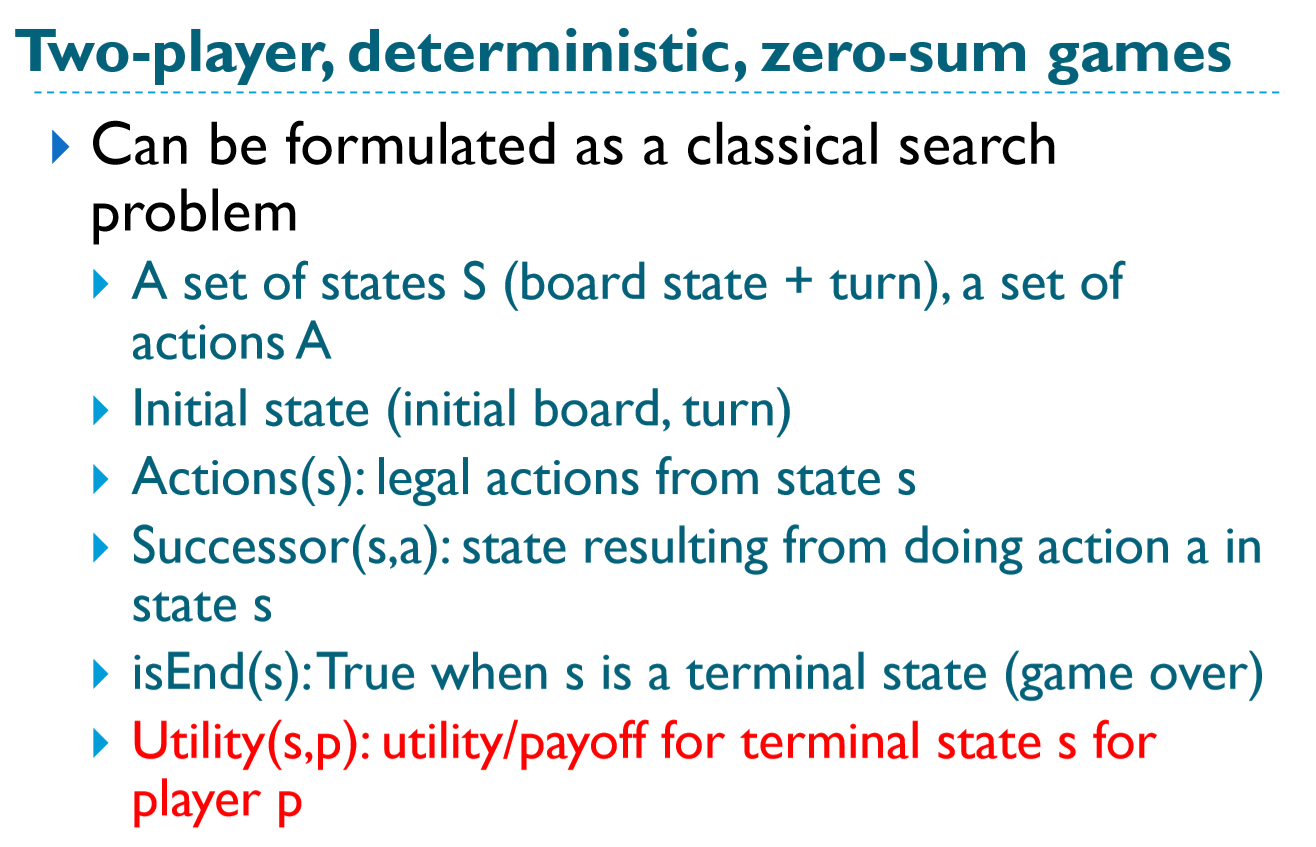 Two-player, deterministic, zero-sum games
Can be formulated as a classical search
problem
A set of states S (board state + turn), a set of
actions A
Initial state (initial board, turn)
Actions(s): legal actions from state s
Successor(s,a): state resulting from doing action a in
state s
isEnd(s): True when s is a terminal state (game over)
Utility(s,p): utility/payoff for terminal state s for
player p